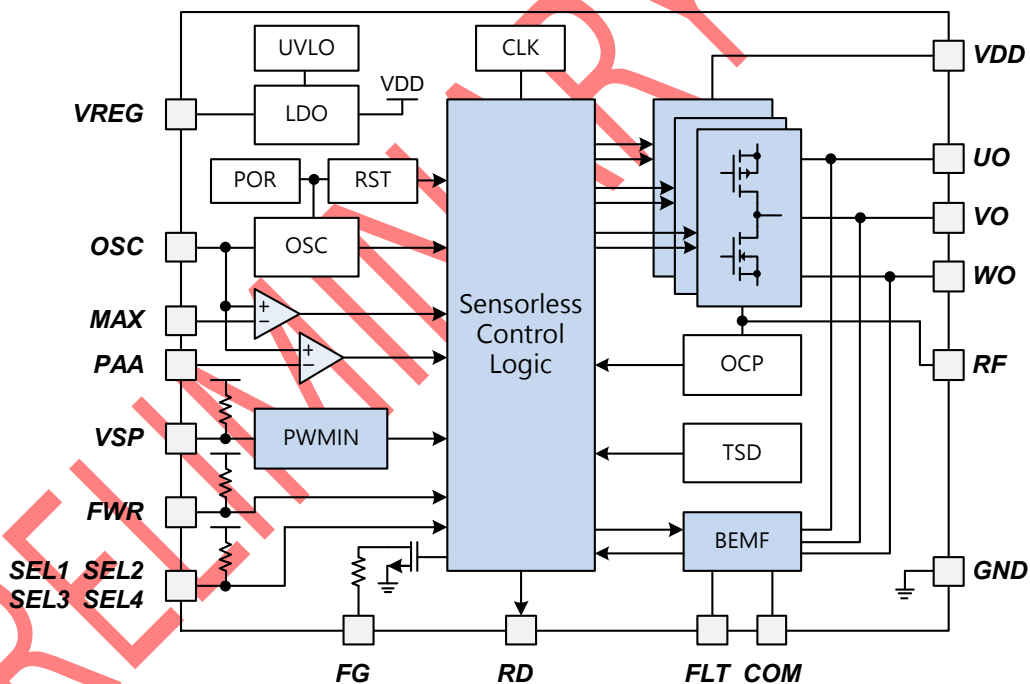 UVLO
CLK
VDD
VDD
VREG
LDO
POR
RST
UO
VO
OSC
OSC
WO
+
−
MAX
Sensorless
Control
Logic
+
−
PAA
OCP
RF
VSP
PWMIN
TSD
FWR
BEMF
SEL1 SEL2
SEL3 SEL4
GND
FG
RD
FLT COM
PRELIMINARY